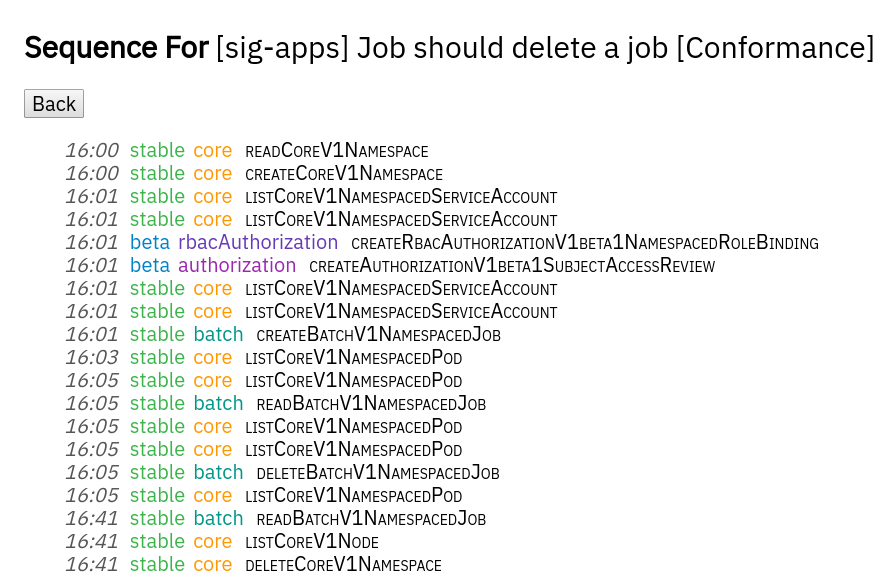 Sequence For [sig-apps] Job should delete a job [Conformance]
Back
16:00 stable core readCoreV1Namespace
16:00 stable core createCoreV1Namespace
16:01 stable core listCoreV1NamespacedServiceAccount
16:01 stable core listCoreV1NamespacedServiceAccount
16:01 beta rbacAuthorization createRbacAuthorizationV1beta1NamespacedRoleBinding
16:01 beta authorization createAuthorizationV1beta1SubjectAccessReview
16:01 stable core listCoreV1NamespacedServiceAccount
16:01 stable core listCoreV1NamespacedServiceAccount
16:01 stable batch createBatchV1NamespacedJob
16:03 stable core listCoreV1NamespacedPod
16:05 stable core listCoreV1NamespacedPod
16:05 stable batch readBatchV1NamespacedJob
16:05 stable core listCoreV1NamespacedPod
16:05 stable core listCoreV1NamespacedPod
16:05 stable batch deleteBatchV1NamespacedJob
16:05 stable core listCoreV1NamespacedPod
16:41 stable batch readBatchV1NamespacedJob
16:41 stable core listCoreV1Node
16:41 stable core deleteCoreV1Namespace